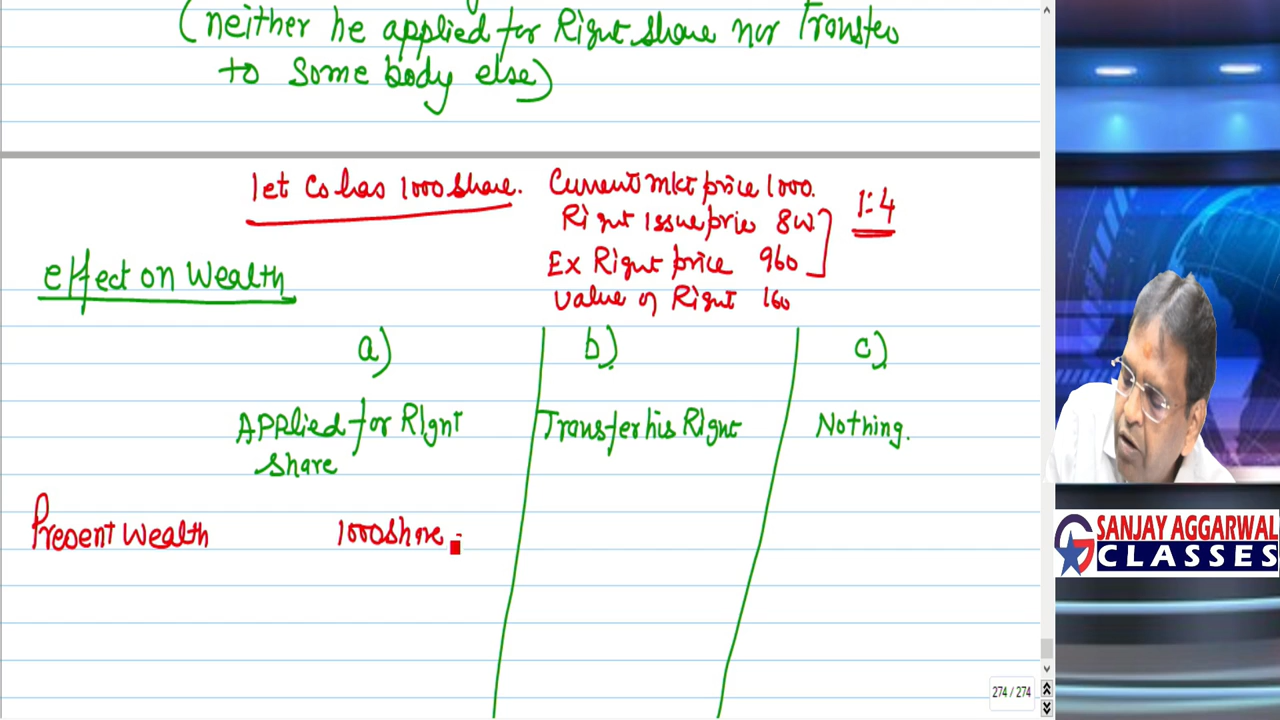 (neither he applied for Right share nor Transfer
to some body else)
let Co has 1000 share. Current mkt price 1000.
Right issue price 800
1:4
Ex Right price 960
Value of Right 160
effect on Wealth
a) b) c)
Applied for Right Transfer his Right Nothing.
share
Present Wealth 1000 share
SANJAY AGGARWAL
CLASSES
274 / 274